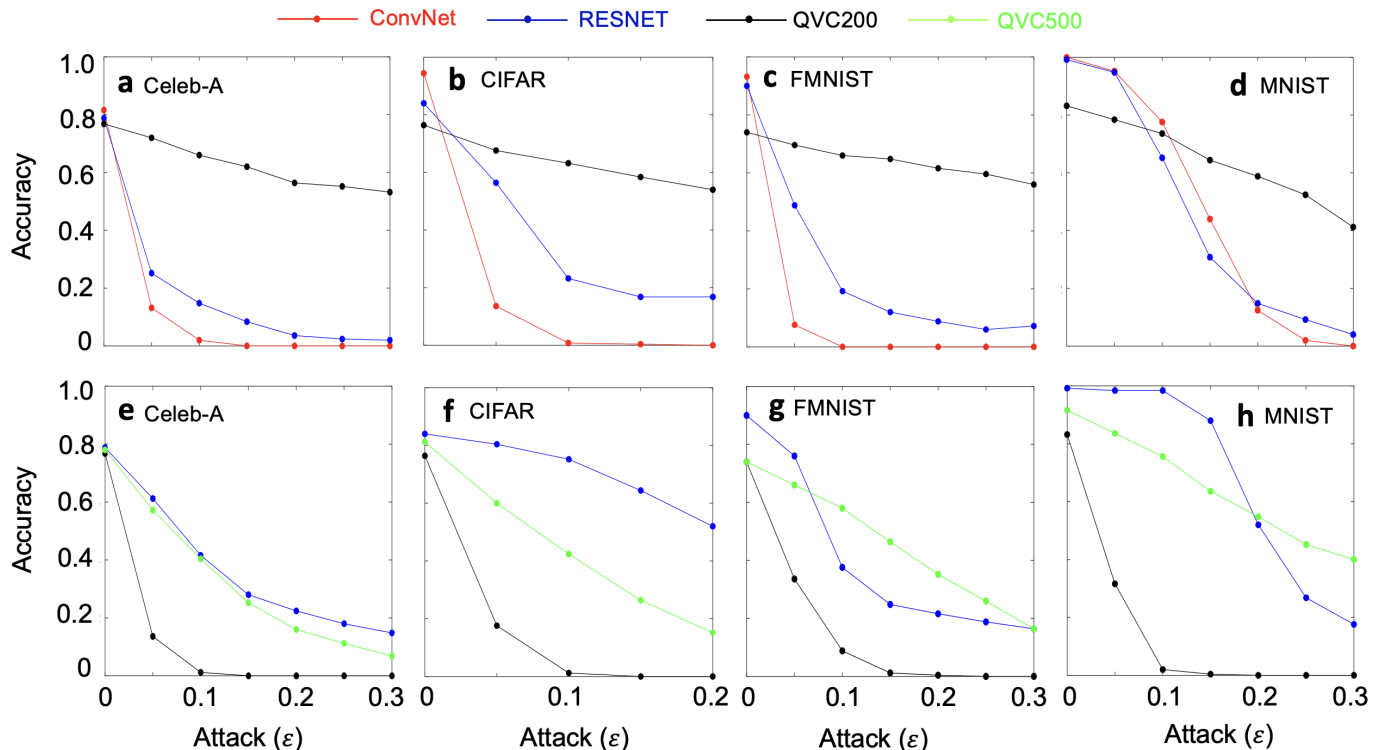 ConvNet RESNET QVC200 QVC500
a Celeb-A
b CIFAR
c FMNIST
d MNIST
1.0
0.8
0.6
0.4
0.2
0
Accuracy
e Celeb-A
f CIFAR
g FMNIST
h MNIST
1.0
0.8
0.6
0.4
0.2
0
Accuracy
0 0.1 0.2 0.3
0 0.1 0.2
0 0.1 0.2 0.3
0 0.1 0.2 0.3
Attack (ε) Attack (ε) Attack (ε) Attack (ε)